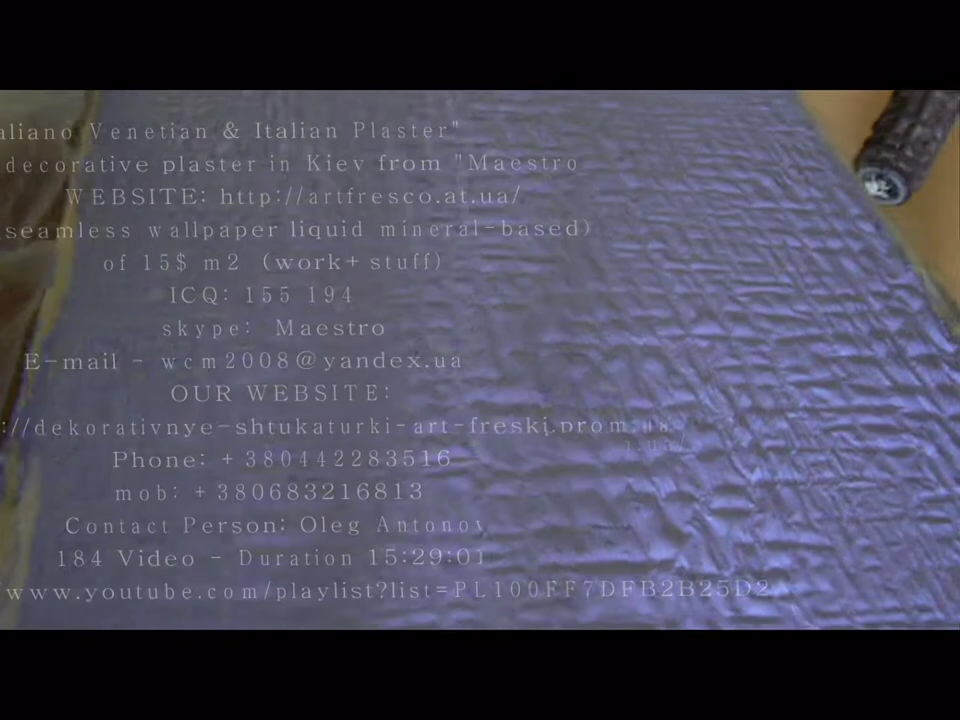 aliano Venetian & Italian Plaster"
decorative plaster in Kiev from "Maestro
WEBSITE: http://artfresco.at.ua/
seamless wallpaper liquid mineral-based)
of 15$ m2 (work+ stuff)
ICQ: 155 194
skype: Maestro
E-mail - wcm2008@yandex.ua
OUR WEBSITE:
://dekorativnye-shtukaturki-art-freski.prom.ua
Phone: +380442283516
mob: +380683216813
Contact Person: Oleg Antonov
184 Video - Duration 15:29:01
/www.youtube.com/playlist?list=PL100FF7DFB2B25D2